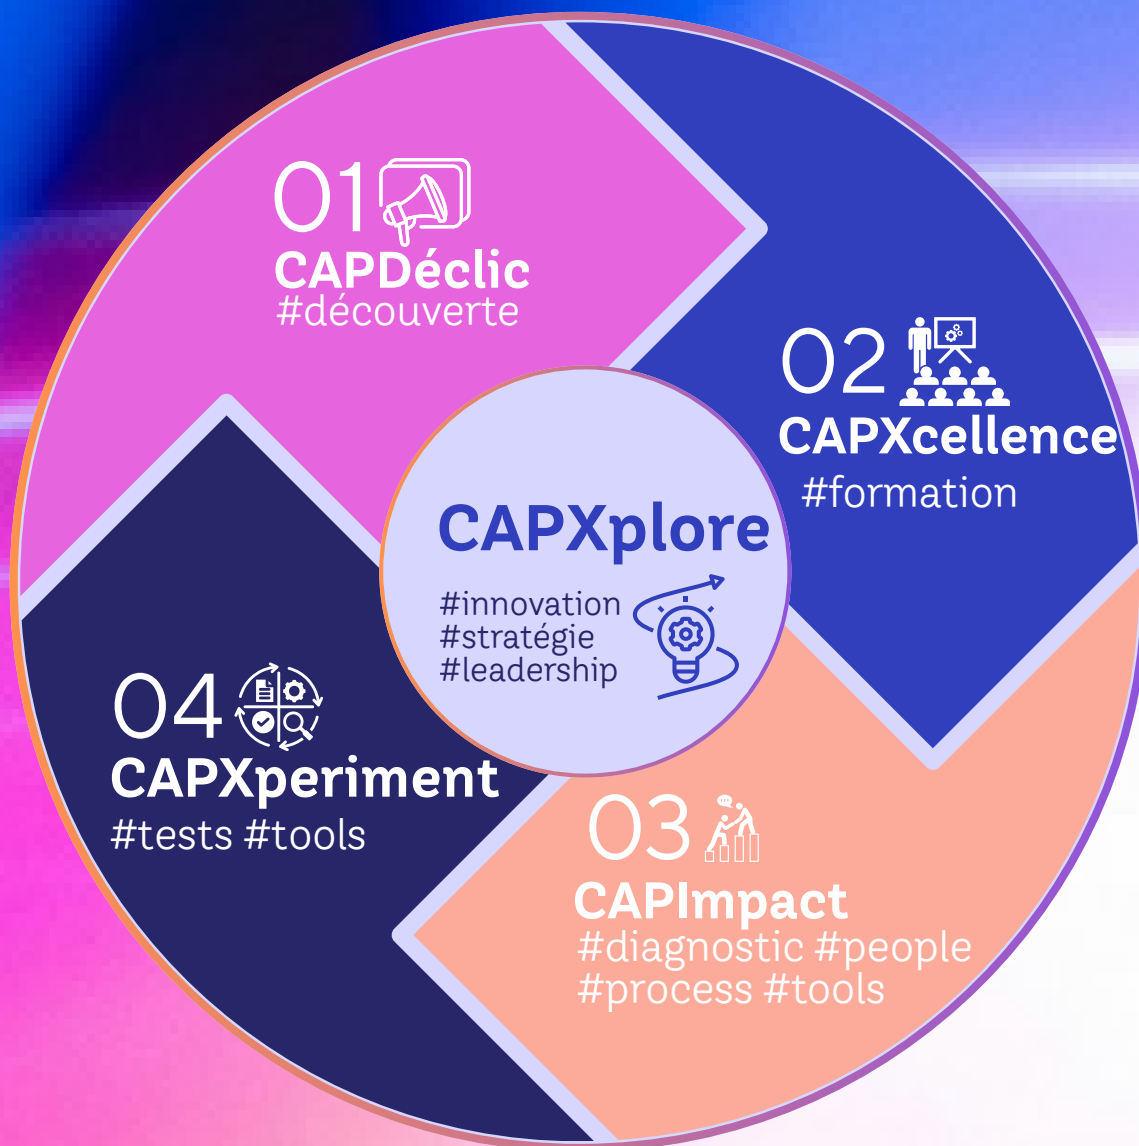 01
CAPDéclic
#découverte
02
CAPXcellence
#formation
CAPXplore
#innovation
#stratégie
#leadership
04
CAPXperiment
#tests #tools
03
CAPImpact
#diagnostic #people
#process #tools